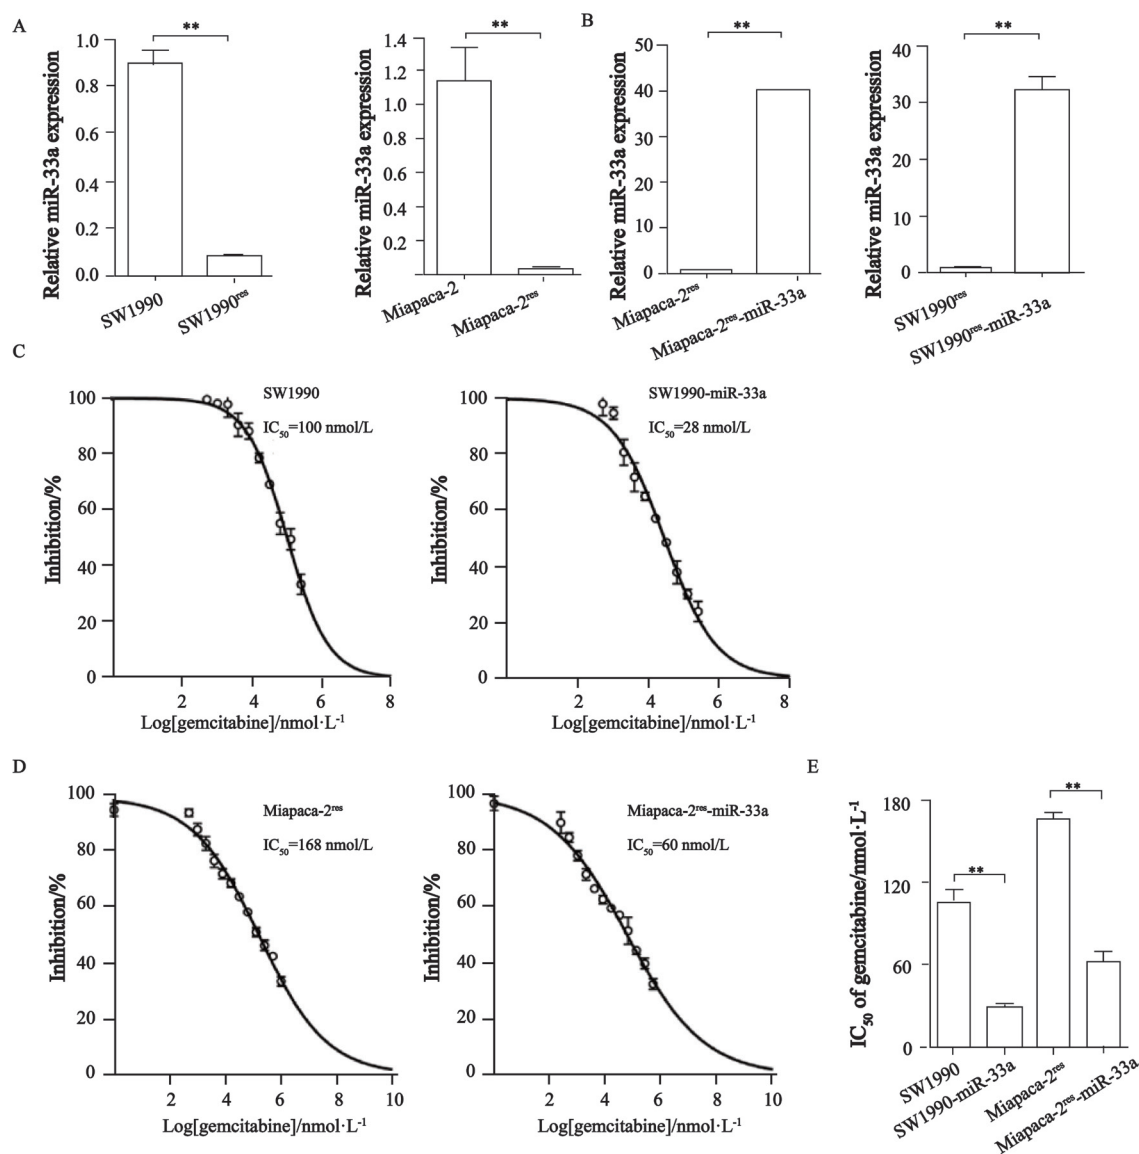 A
**
1.0
0.8
0.6
0.4
0.2
0.0
Relative miR-33a expression
SW1990
SW1990res
**
1.4
1.2
1.0
1.2
0.8
0.6
0.4
0.2
Relative miR-33a expression
Miapaca-2
Miapaca-2res
B
**
50
40
30
20
10
0
Relative miR-33a expression
Miapaca-2res
Miapaca-2res-miR-33a
**
40
30
20
10
0
Relative miR-33a expression
SW1990res
SW1990res-miR-33a
C
SW1990
IC50=100 nmol/L
100
80
60
40
20
0
Inhibition/%
2
4
6
8
Log[gemcitabine]/nmol·L-1
SW1990-miR-33a
IC50=28 nmol/L
100
80
60
40
20
0
Inhibition/%
2
4
6
8
Log[gemcitabine]/nmol·L-1
D
Miapaca-2res
IC50=168 nmol/L
100
80
60
40
20
0
Inhibition/%
0
2
4
6
8
10
Log[gemcitabine]/nmol·L-1
Miapaca-2res-miR-33a
IC50=60 nmol/L
100
80
60
40
20
0
Inhibition/%
0
2
4
6
8
10
Log[gemcitabine]/nmol·L-1
E
**
**
180
120
60
0
IC50 of gemcitabine/nmol·L-1
SW1990
SW1990-miR-33a
Miapaca-2res
Miapaca-2res-miR-33a